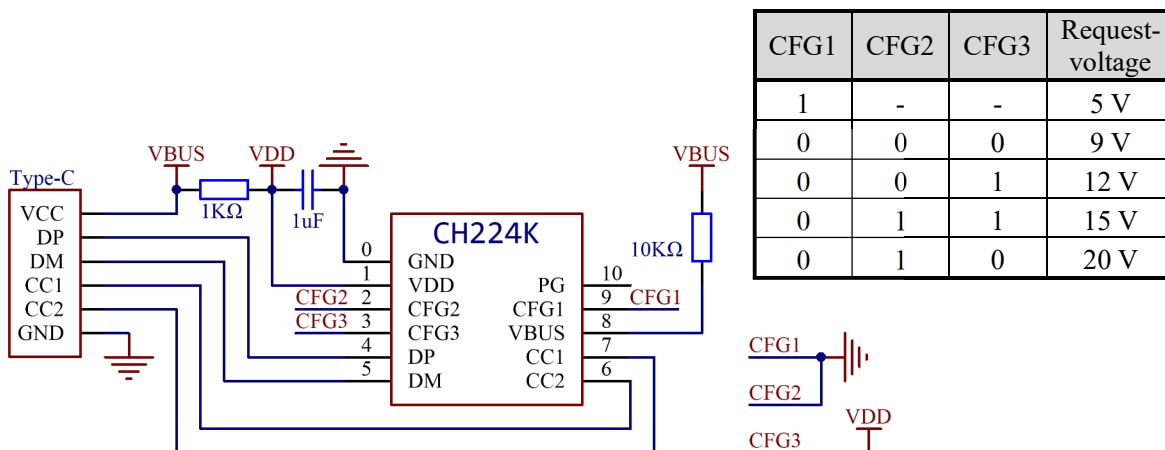 CFG1 CFG2 CFG3 Request-
voltage
1 - - 5 V
0 0 0 9 V
0 0 1 12 V
0 1 1 15 V
0 1 0 20 V
VBUS VDD VBUS
Type-C
1KΩ 1uF
VCC
DP
DM
CC1
CC2
GND
CH224K
10KΩ
0 GND
1 VDD PG 10
CFG2 2 CFG2 CFG1 9 CFG1
CFG3 3 CFG3 VBUS 8
4 DP CC1 7
5 DM CC2 6
CFG1
CFG2
CFG3 VDD